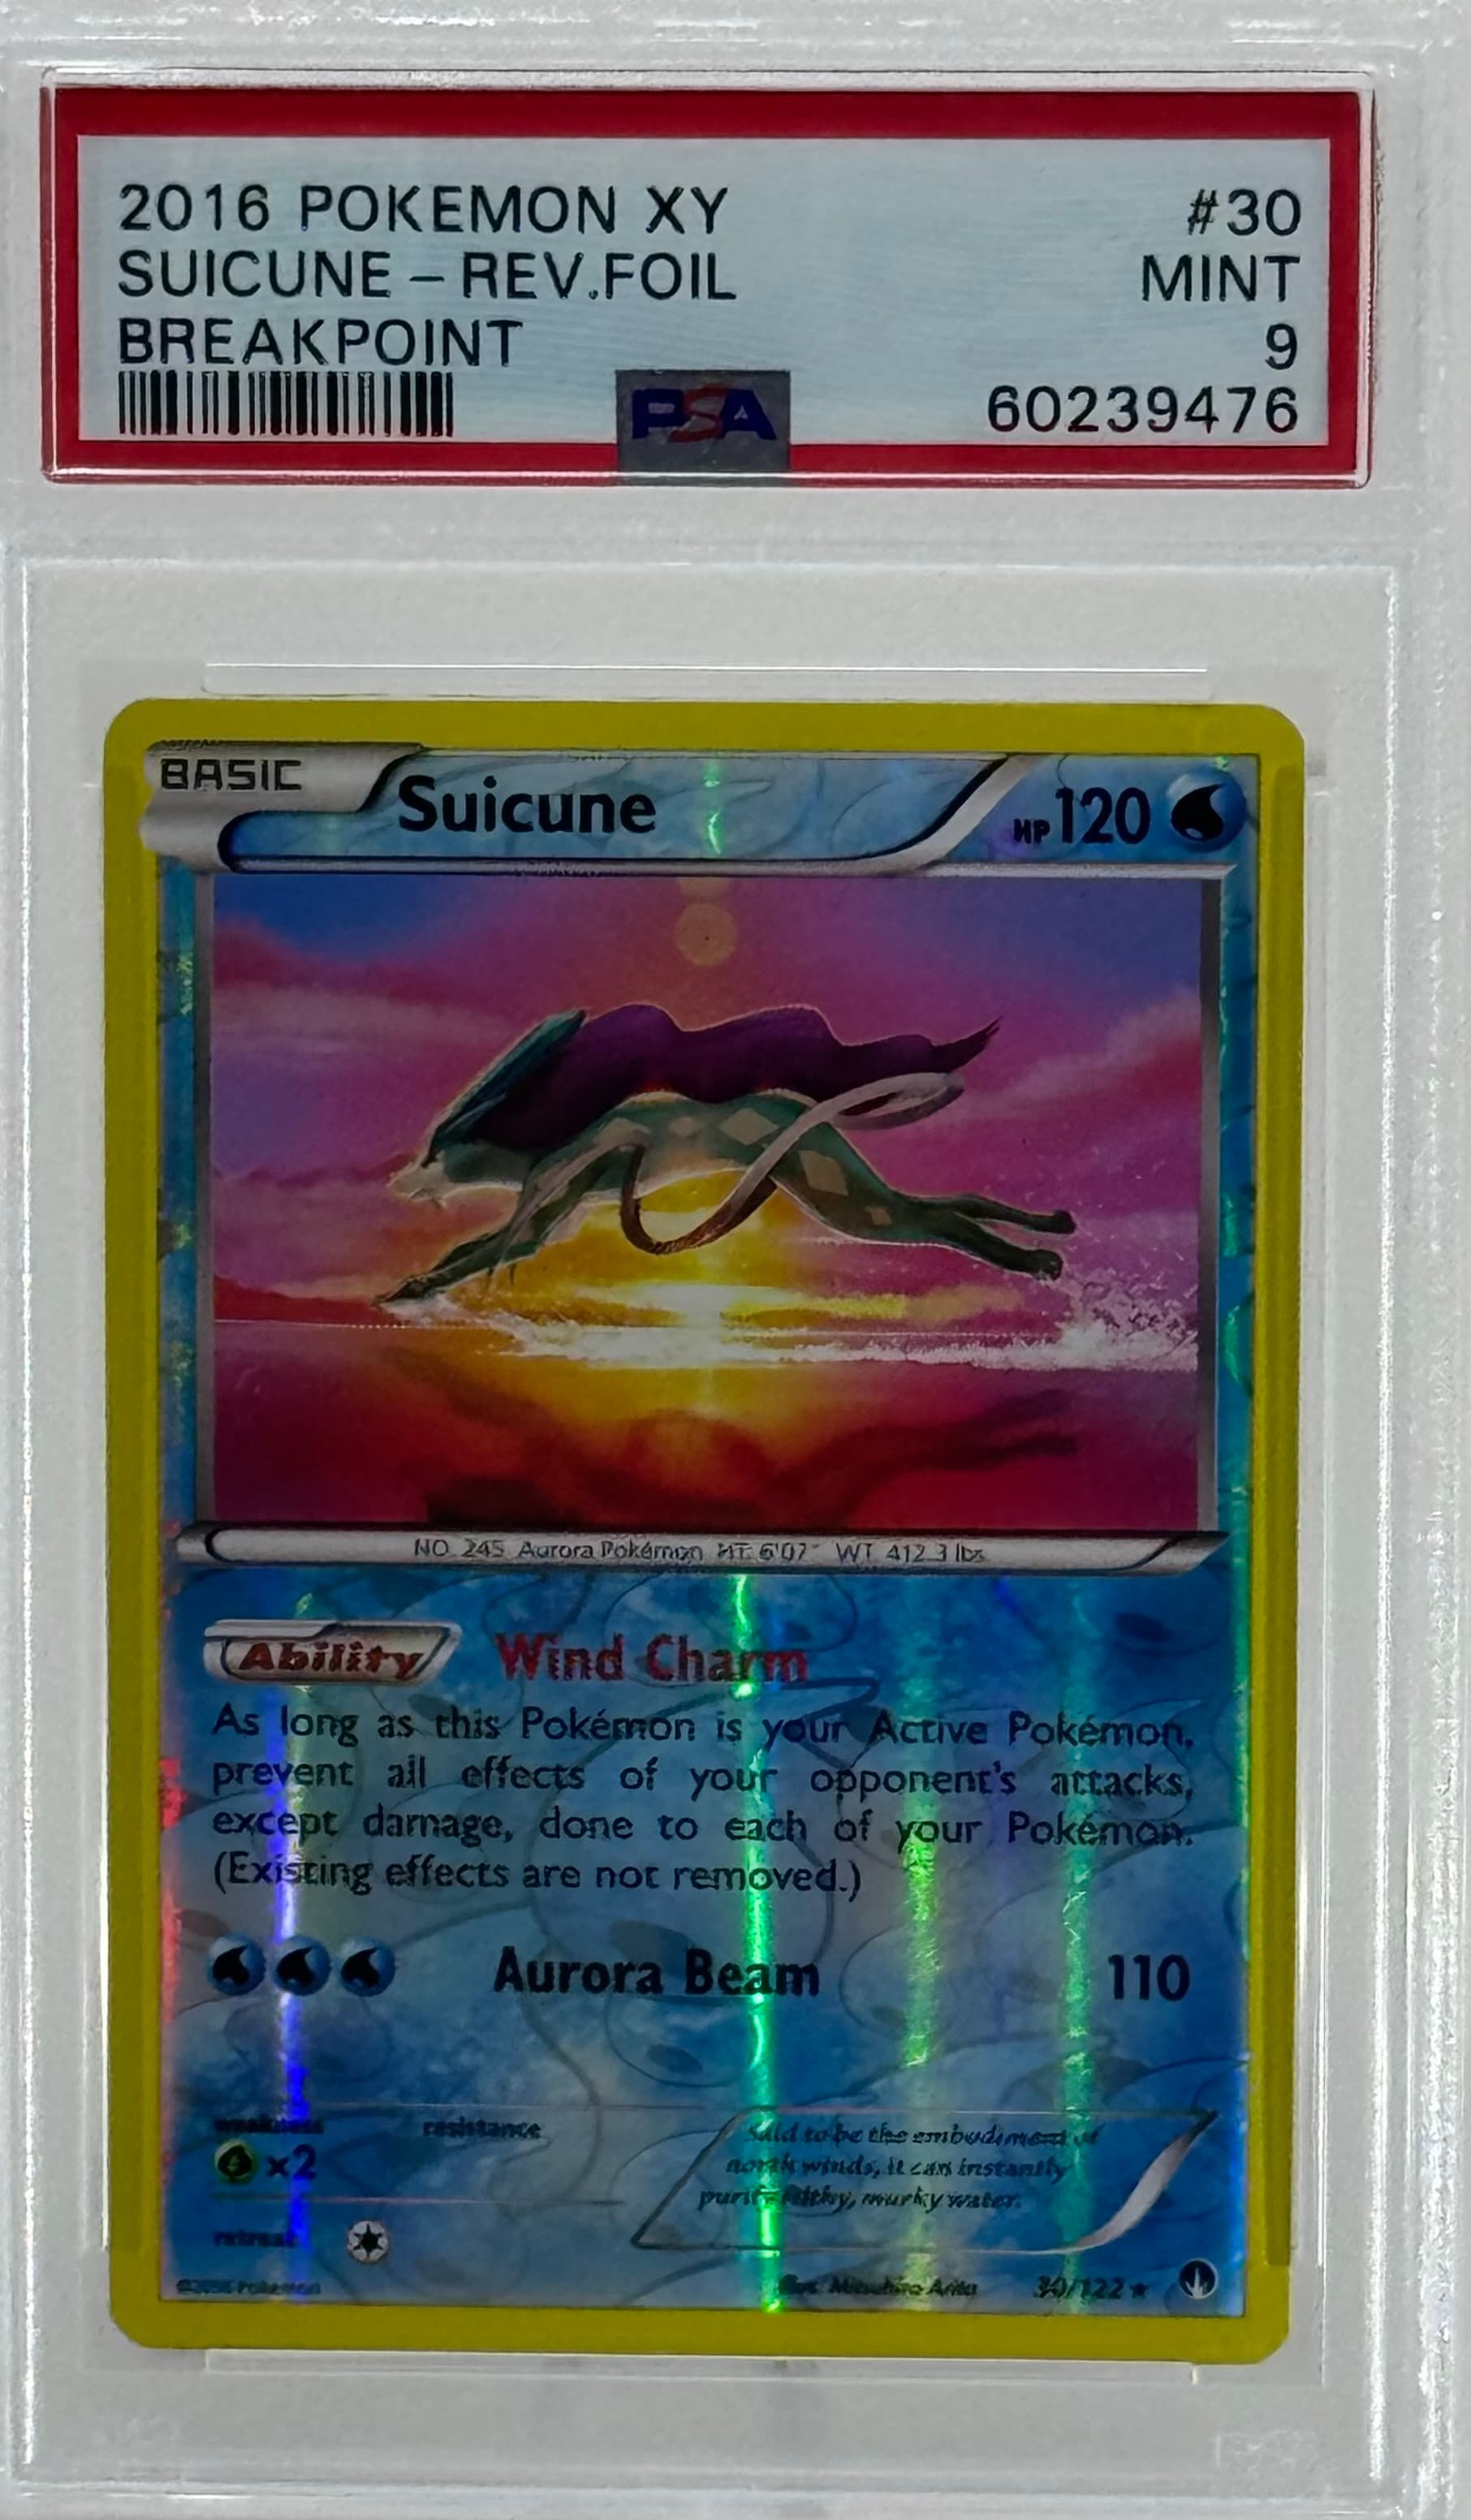 2016 POKEMON XY #30
SUICUNE - REV.FOIL MINT
BREAKPOINT 9
PSA 60239476
BASIC Suicune HP120
NO. 245 Aurora Pokémon HT: 6'07" WT: 412.3 lbs.
Ability Wind Charm
As long as this Pokémon is your Active Pokémon,
prevent all effects of your opponent's attacks,
except damage, done to each of your Pokémon.
(Existing effects are not removed.)
Aurora Beam 110
weakness resistance
x2
Said to be the embodiment of
north winds, it can instantly
purify filthy, murky water.
retreat
Pokémon Mitsuhiro Arita 30/122 ★